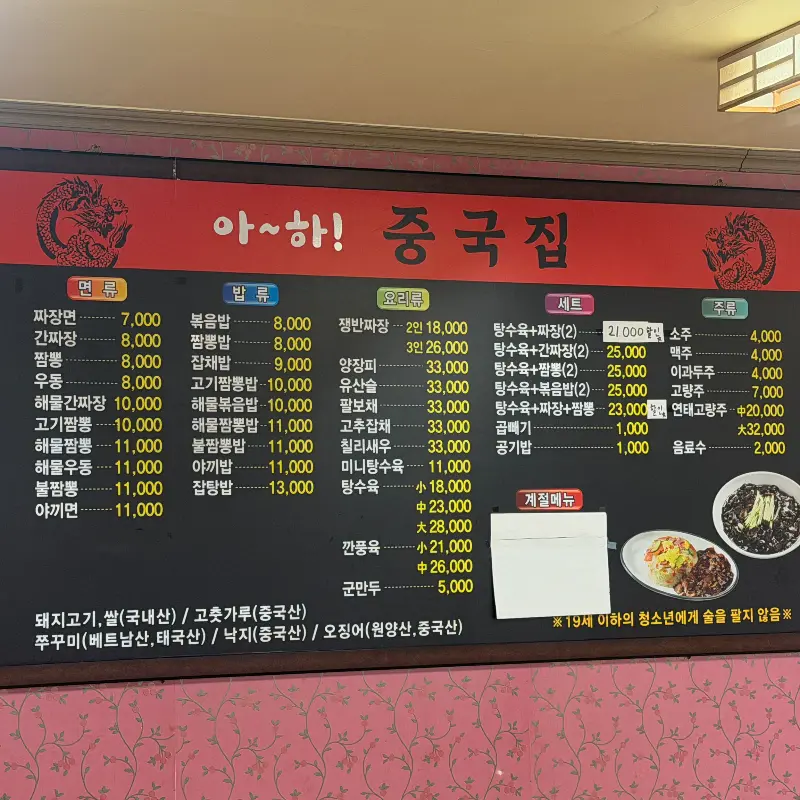 아~하! 중국집
면류
짜장면 7,000
간짜장 8,000
짬뽕 8,000
우동 8,000
해물간짜장 10,000
고기짬뽕 10,000
해물짬뽕 11,000
해물우동 11,000
불짬뽕 11,000
야끼면 11,000
밥류
볶음밥 8,000
짬뽕밥 8,000
잡채밥 9,000
고기짬뽕밥 10,000
해물볶음밥 10,000
해물짬뽕밥 11,000
불짬뽕밥 11,000
야끼밥 11,000
잡탕밥 13,000
요리류
쟁반짜장 2인 18,000
3인 26,000
양장피 33,000
유산슬 33,000
팔보채 33,000
고추잡채 33,000
칠리새우 33,000
미니탕수육 11,000
탕수육 小 18,000
中 23,000
大 28,000
깐풍육 小 21,000
中 26,000
군만두 5,000
세트
탕수육+짜장(2) 21000 할인
탕수육+간짜장(2) 25,000
탕수육+짬뽕(2) 25,000
탕수육+볶음밥(2) 25,000
탕수육+짜장+짬뽕 23,000 할인
곱빼기 1,000
공기밥 1,000
주류
소주 4,000
맥주 4,000
이과두주 4,000
고량주 7,000
연태고량주 中20,000
大32,000
음료수 2,000
계절메뉴
※19세 이하의 청소년에게 술을 팔지 않음※
돼지고기,쌀(국내산) / 고춧가루(중국산)
쭈꾸미(베트남산,태국산) / 낙지(중국산) / 오징어(원양산,중국산)